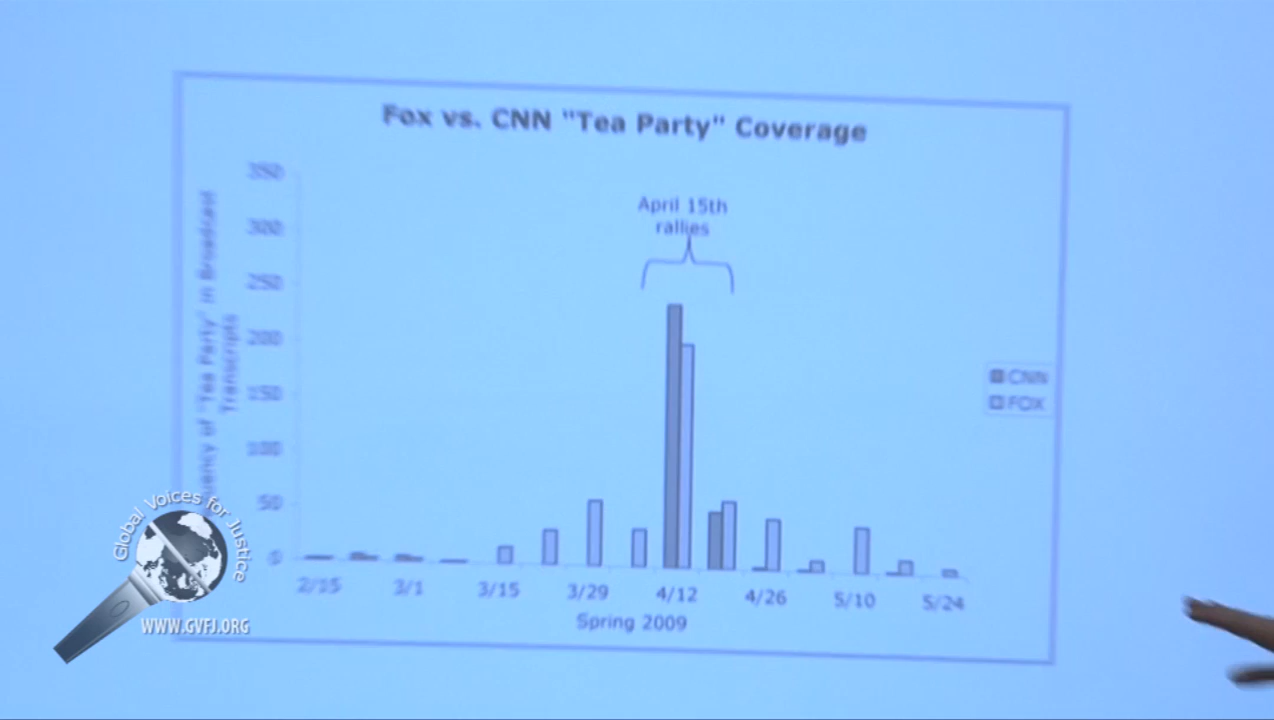 Fox vs. CNN "Tea Party" Coverage
350
300
250
200
150
100
50
0
"Tea Party" in Broadcast
Transcripts
April 15th
rallies
CNN
FOX
2/15 3/1 3/15 3/29 4/12 4/26 5/10 5/24
Spring 2009
Global Voices for Justice
WWW.GVFJ.ORG